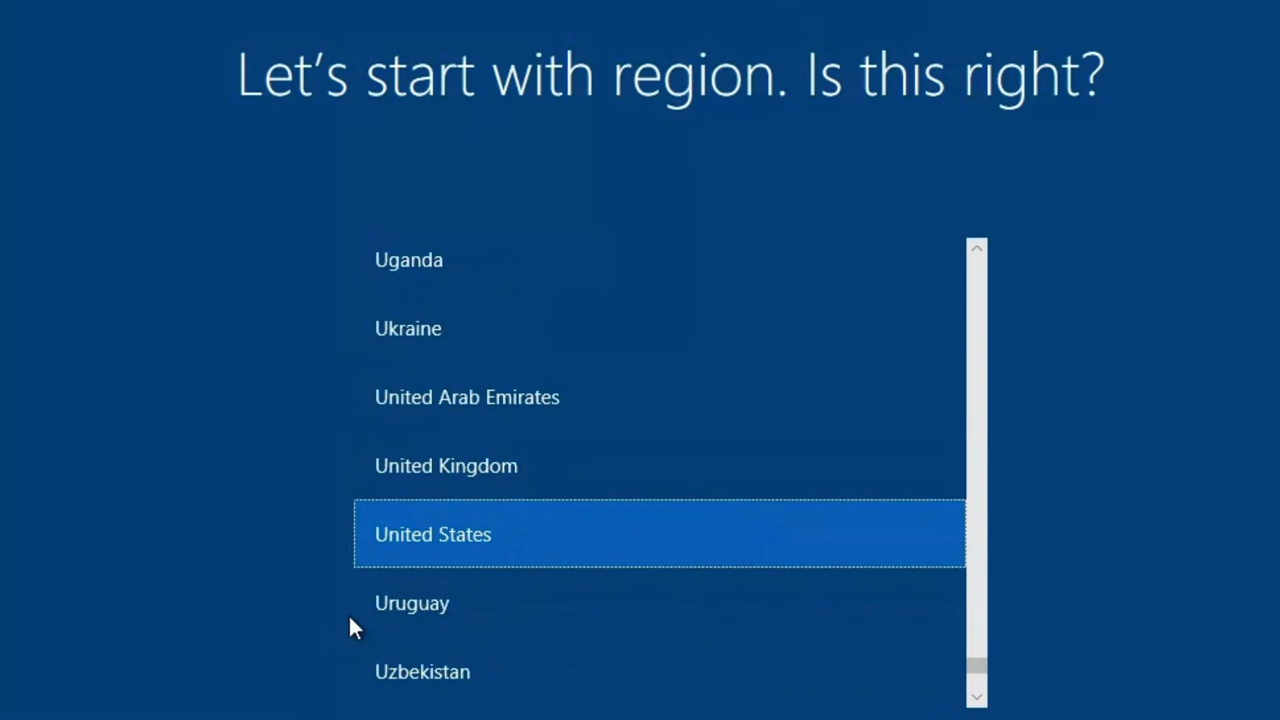 Let’s start with region. Is this right?
Uganda
Ukraine
United Arab Emirates
United Kingdom
United States
Uruguay
Uzbekistan